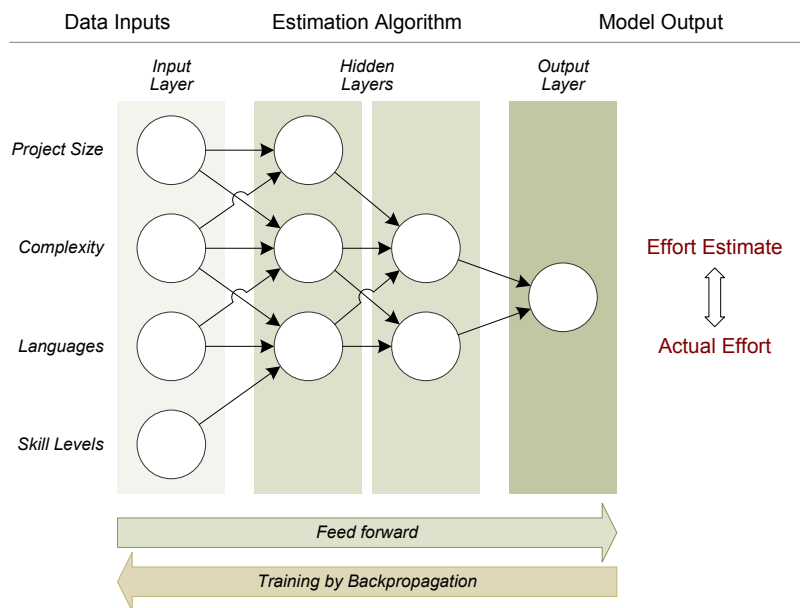 Data Inputs
Estimation Algorithm
Model Output
Input
Layer
Hidden
Layers
Output
Layer
Project Size
Complexity
Languages
Skill Levels
Effort Estimate
Actual Effort
Feed forward
Training by Backpropagation